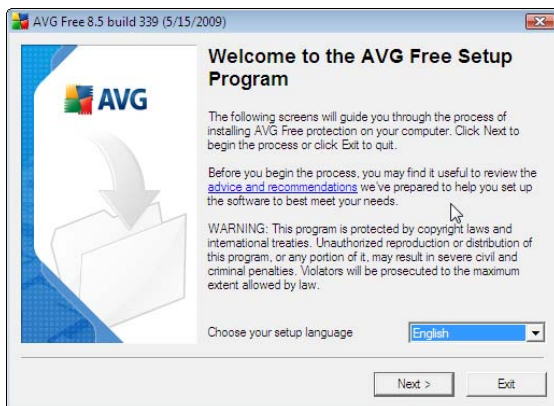 AVG Free 8.5 build 339 (5/15/2009)
AVG
Welcome to the AVG Free Setup
Program
The following screens will guide you through the process of
installing AVG Free protection on your computer. Click Next to
begin the process or click Exit to quit.
Before you begin the process, you may find it useful to review the
advice and recommendations we've prepared to help you set up
the software to best meet your needs.
WARNING: This program is protected by copyright laws and
international treaties. Unauthorized reproduction or distribution of
this program, or any portion of it, may result in severe civil and
criminal penalties. Violators will be prosecuted to the maximum
extent allowed by law.
Choose your setup language English
Next > Exit